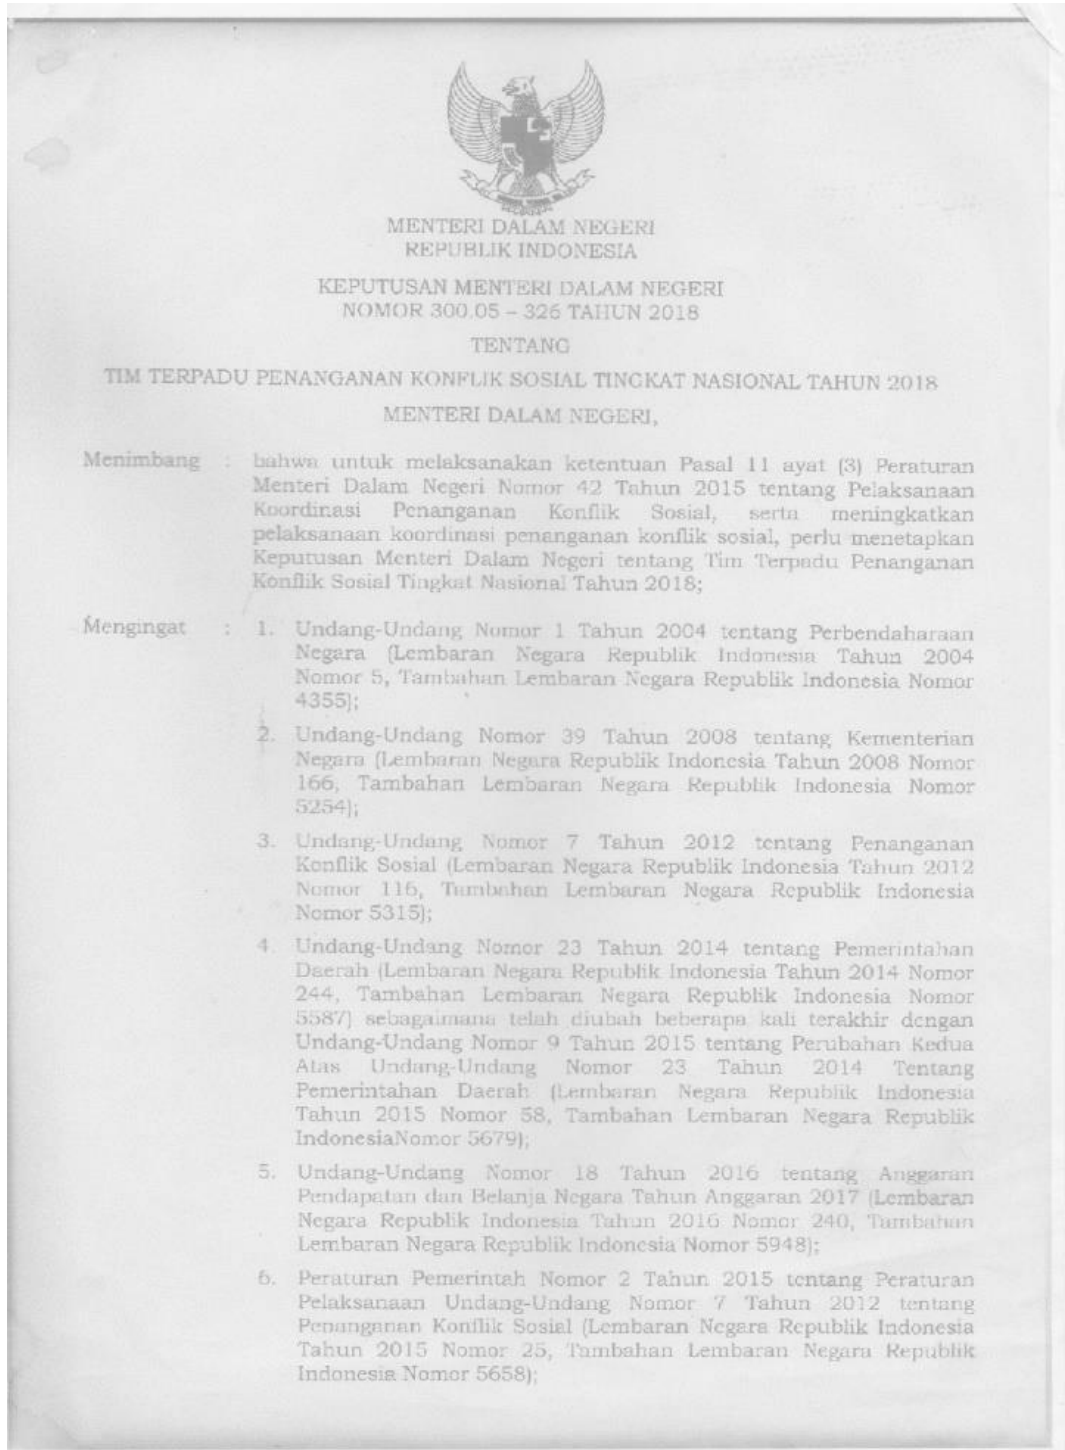 MENTERI DALAM NEGERI
REPUBLIK INDONESIA
KEPUTUSAN MENTERI DALAM NEGERI
NOMOR 300.05 – 326 TAHUN 2018
TENTANG
TIM TERPADU PENANGANAN KONFLIK SOSIAL TINGKAT NASIONAL TAHUN 2018
MENTERI DALAM NEGERI,
Menimbang : bahwa untuk melaksanakan ketentuan Pasal 11 ayat (3) Peraturan
Menteri Dalam Negeri Nomor 42 Tahun 2015 tentang Pelaksanaan
Koordinasi Penanganan Konflik Sosial, serta meningkatkan
pelaksanaan koordinasi penanganan konflik sosial, perlu menetapkan
Keputusan Menteri Dalam Negeri tentang Tim Terpadu Penanganan
Konflik Sosial Tingkat Nasional Tahun 2018;
Mengingat : 1. Undang-Undang Nomor 1 Tahun 2004 tentang Perbendaharaan
Negara (Lembaran Negara Republik Indonesia Tahun 2004
Nomor 5, Tambahan Lembaran Negara Republik Indonesia Nomor
4355);
2. Undang-Undang Nomor 39 Tahun 2008 tentang Kementerian
Negara (Lembaran Negara Republik Indonesia Tahun 2008 Nomor
166, Tambahan Lembaran Negara Republik Indonesia Nomor
5254);
3. Undang-Undang Nomor 7 Tahun 2012 tentang Penanganan
Konflik Sosial (Lembaran Negara Republik Indonesia Tahun 2012
Nomor 116, Tambahan Lembaran Negara Republik Indonesia
Nomor 5315);
4. Undang-Undang Nomor 23 Tahun 2014 tentang Pemerintahan
Daerah (Lembaran Negara Republik Indonesia Tahun 2014 Nomor
244, Tambahan Lembaran Negara Republik Indonesia Nomor
5587) sebagaimana telah diubah beberapa kali terakhir dengan
Undang-Undang Nomor 9 Tahun 2015 tentang Perubahan Kedua
Atas Undang-Undang Nomor 23 Tahun 2014 Tentang
Pemerintahan Daerah (Lembaran Negara Republik Indonesia
Tahun 2015 Nomor 58, Tambahan Lembaran Negara Republik
IndonesiaNomor 5679);
5. Undang-Undang Nomor 18 Tahun 2016 tentang Anggaran
Pendapatan dan Belanja Negara Tahun Anggaran 2017 (Lembaran
Negara Republik Indonesia Tahun 2016 Nomor 240, Tambahan
Lembaran Negara Republik Indonesia Nomor 5948);
6. Peraturan Pemerintah Nomor 2 Tahun 2015 tentang Peraturan
Pelaksanaan Undang-Undang Nomor 7 Tahun 2012 tentang
Penanganan Konflik Sosial (Lembaran Negara Republik Indonesia
Tahun 2015 Nomor 25, Tambahan Lembaran Negara Republik
Indonesia Nomor 5658);